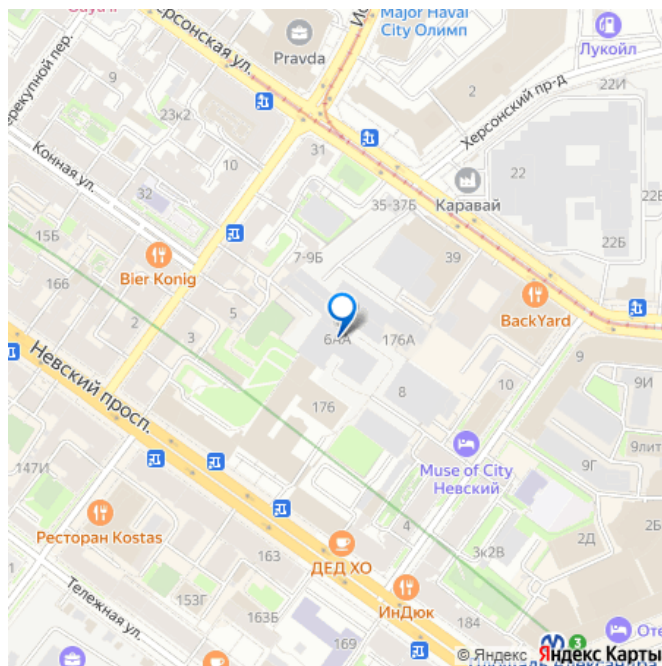 Major Haval
City Олимп
Pravda
Лукойл
22И
Херсонская ул.
Херсонский пр-д
2
9
23к2
10
31
22
Каравай
Конная ул.
32
35-37Б
22Б
15Б
7-9Б
39
Bier Konig
166
BackYard
2
5
3
6АА
176А
9
9И
Невский просп.
8
10
176
9лит
147И
Muse of City
Невский
9Г
4
2Б
Ресторан Kostas
163
3к2В
2Д
1
ДЕД ХО
153Г
ИнДюк
Тележная ул.
163Б
184
169
3
© Яндекс Яндекс Карты